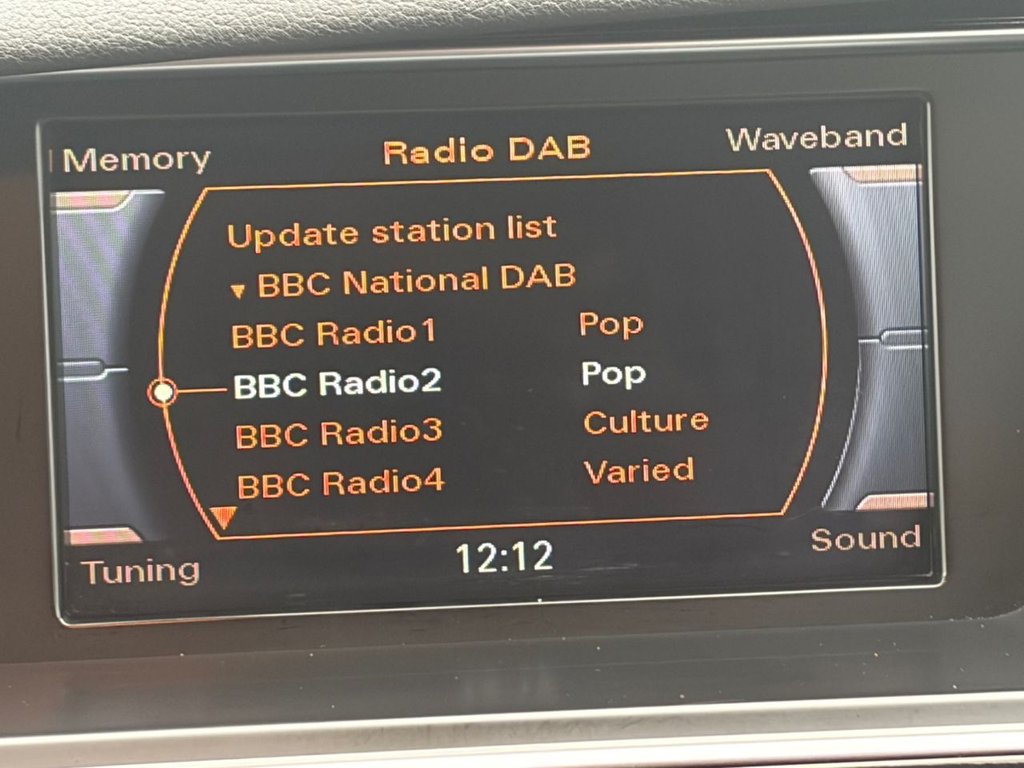 Memory Radio DAB Waveband
Update station list
▾ BBC National DAB
BBC Radio1 Pop
BBC Radio2 Pop
BBC Radio3 Culture
BBC Radio4 Varied
Tuning 12:12 Sound